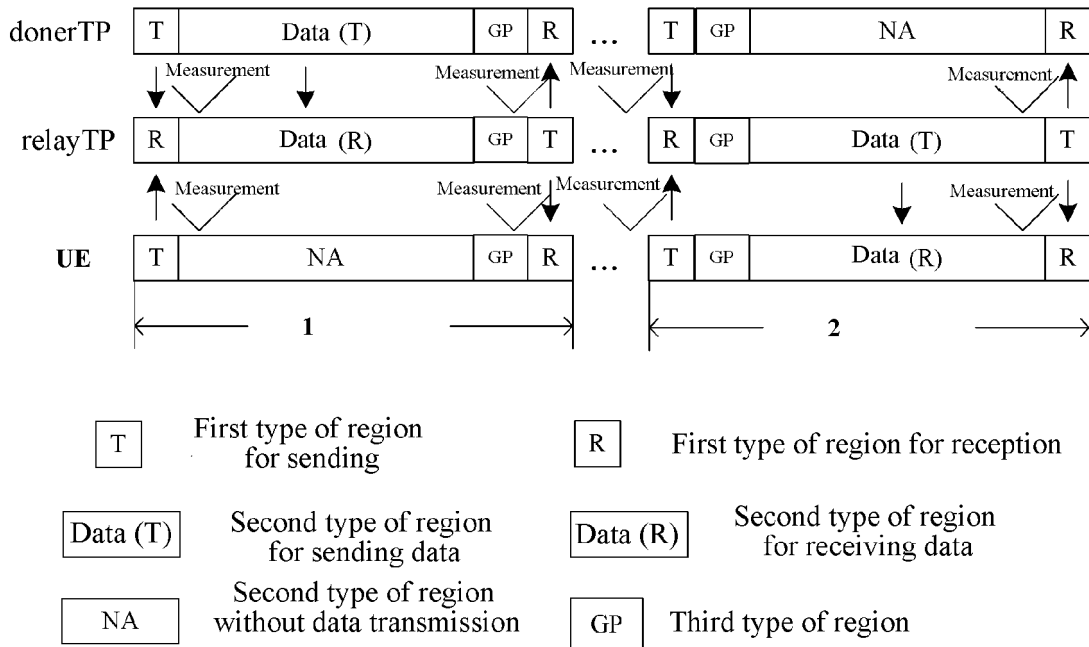 donerTP T Data (T) GP R ... T GP NA R
Measurement Measurement Measurement Measurement
relayTP R Data (R) GP T ... R GP Data (T) T
Measurement Measurement Measurement Measurement
UE T NA GP R ... T GP Data (R) R
1 2
T First type of region
for sending
R First type of region for reception
Data (T) Second type of region
for sending data
Data (R) Second type of region
for receiving data
NA Second type of region
without data transmission
GP Third type of region